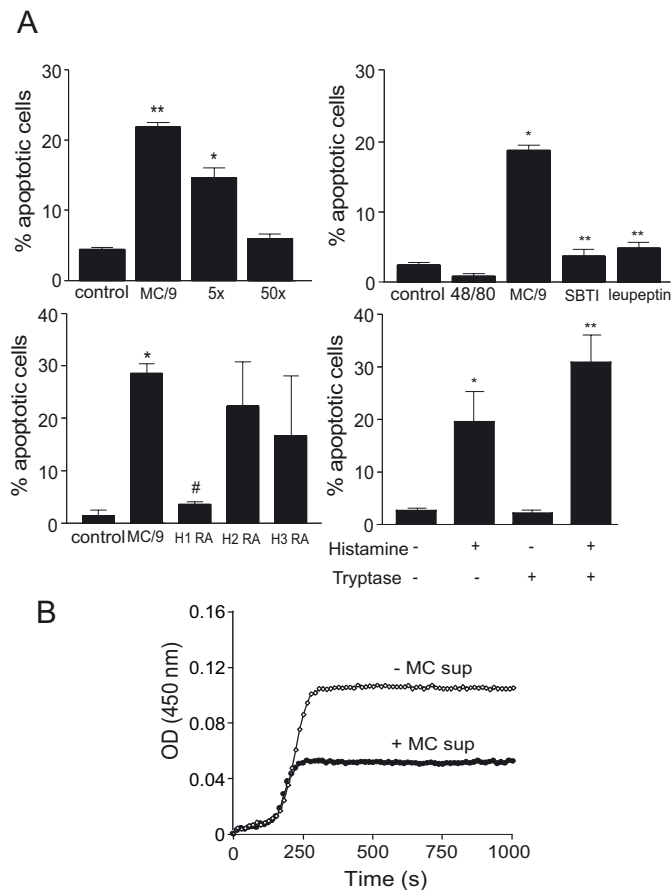 A
% apoptotic cells
30
20
10
0
**
*
control MC/9 5x 50x
% apoptotic cells
30
20
10
0
*
**
**
control 48/80 MC/9 SBTI leupeptin
% apoptotic cells
40
30
20
10
0
*
#
control MC/9 H1 RA H2 RA H3 RA
% apoptotic cells
40
30
20
10
0
*
**
Histamine - + - +
Tryptase - - + +
B
OD (450 nm)
0.16
0.12
0.08
0.04
0
- MC sup
+ MC sup
0 250 500 750 1000
Time (s)